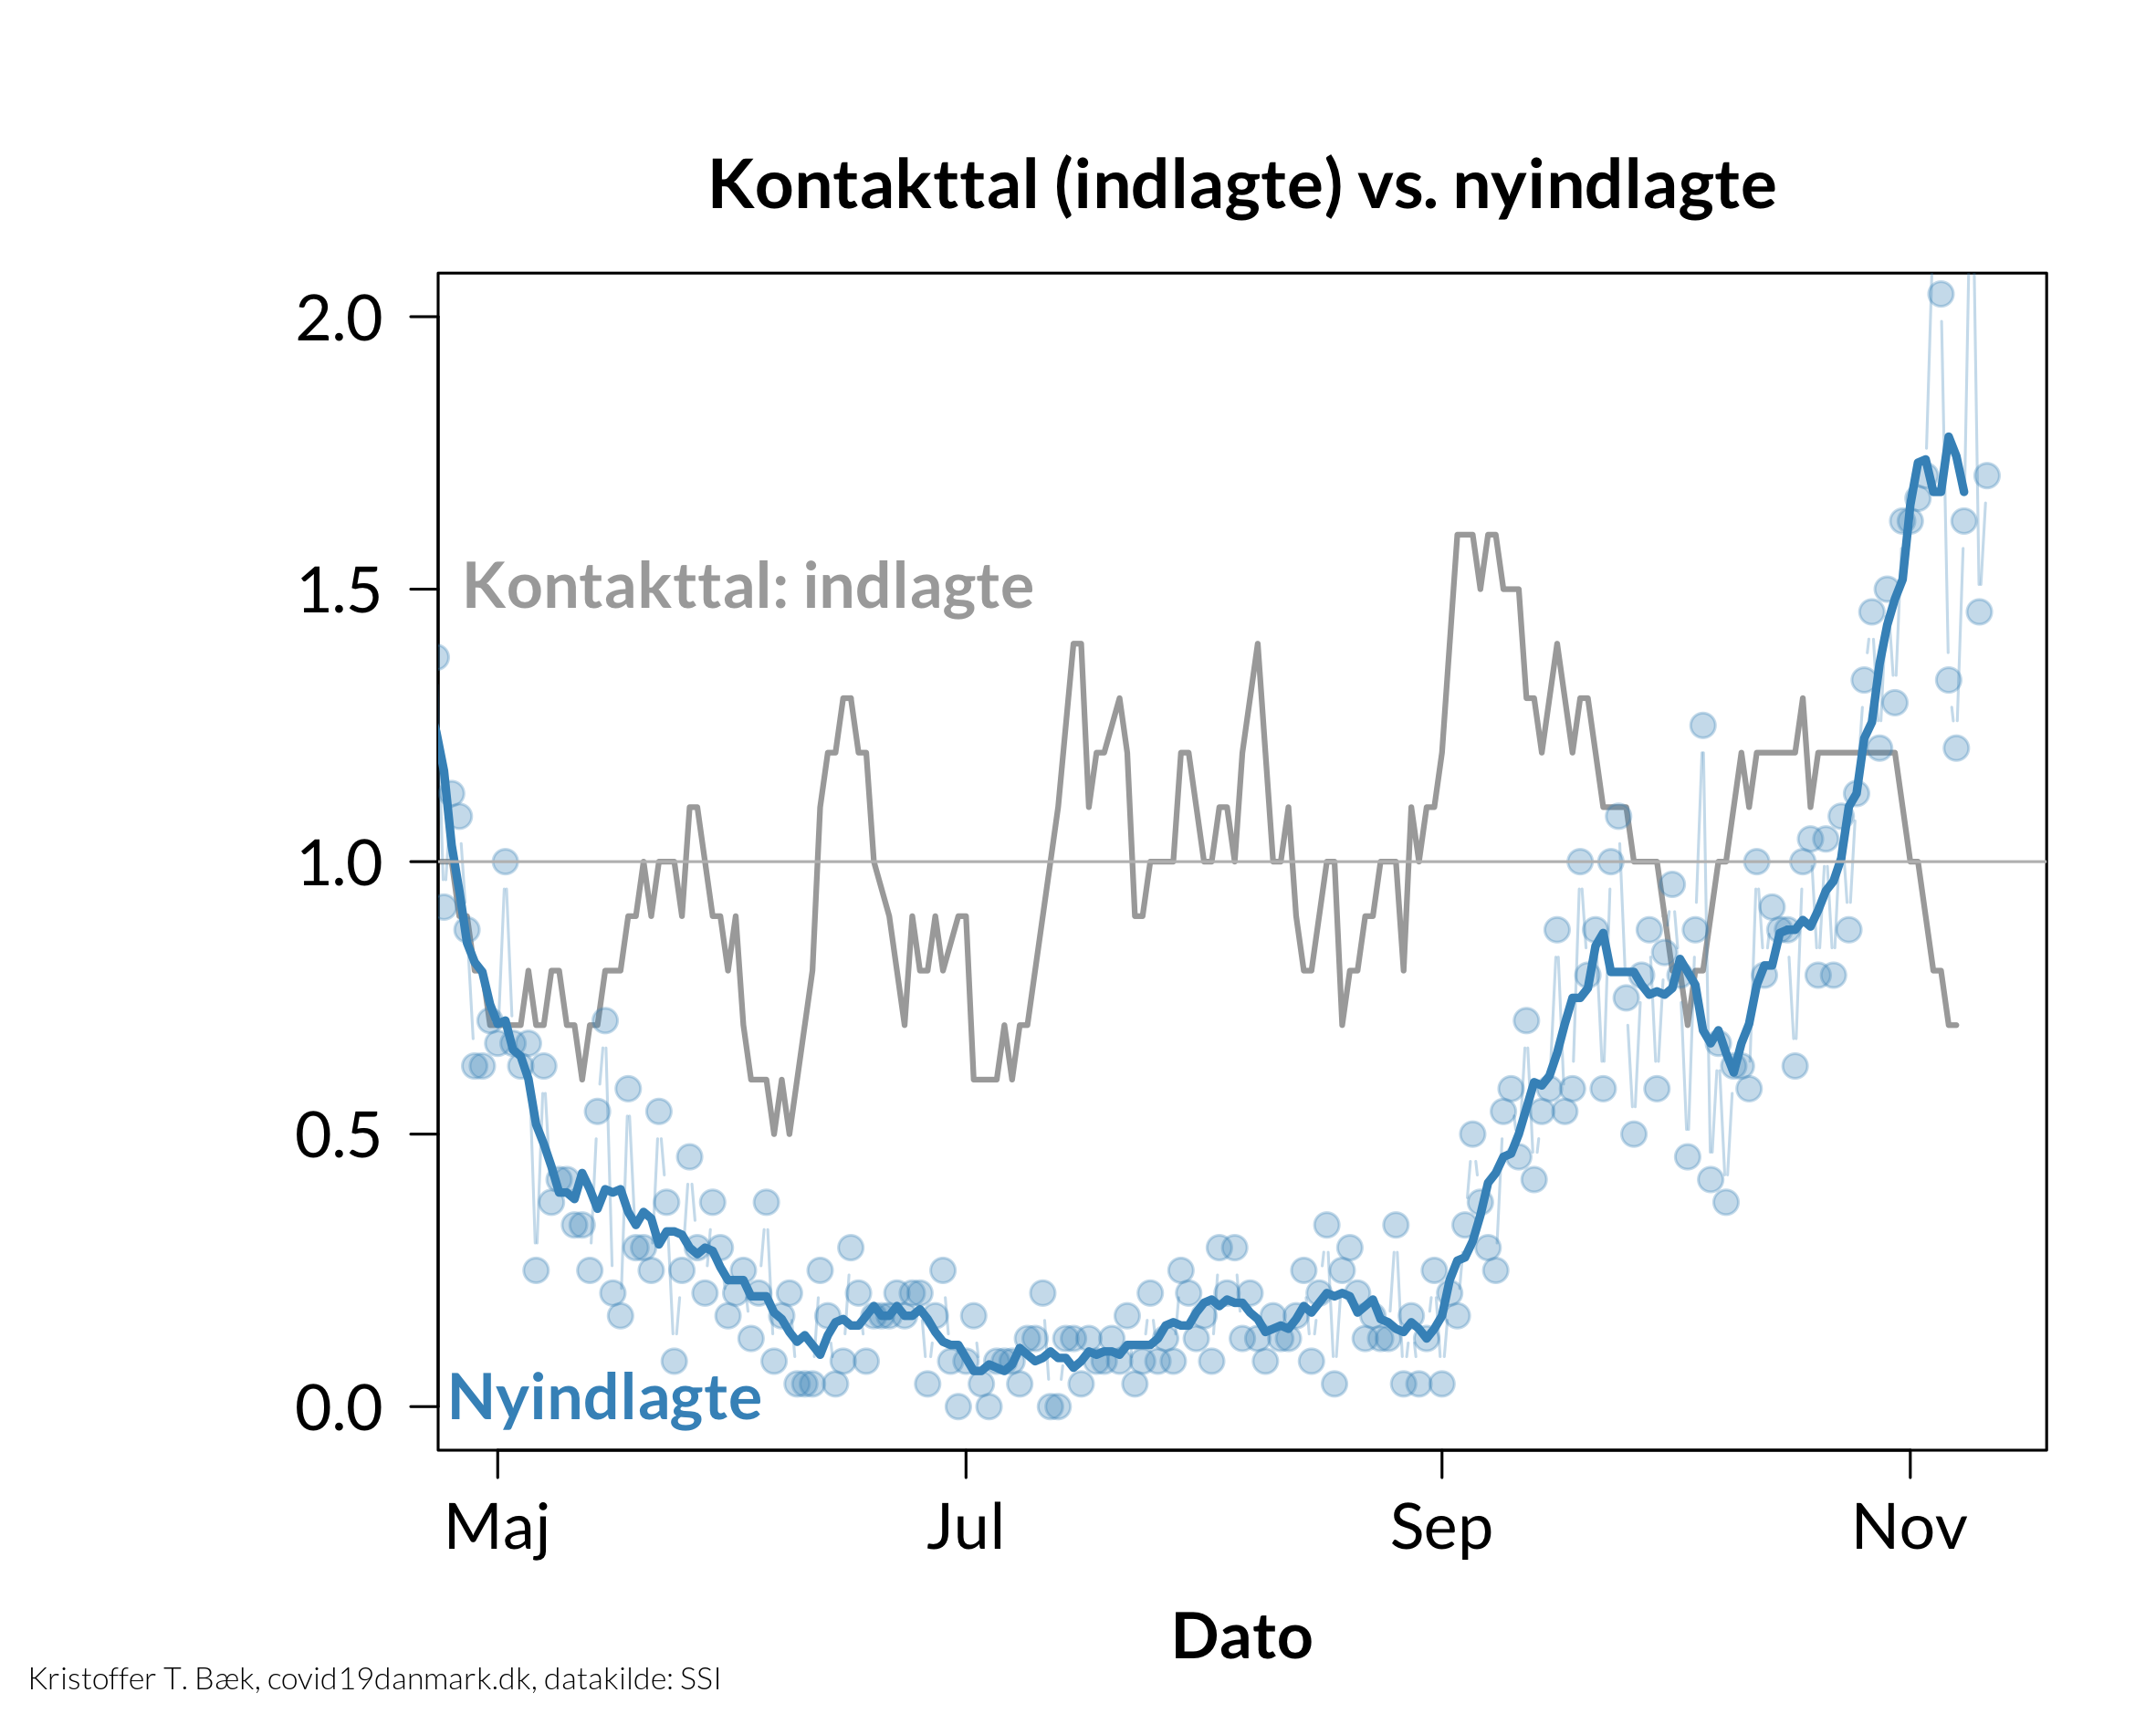 Kontakttal (indlagte) vs. nyindlagte
2.0
1.5
1.0
0.5
0.0
Kontakttal: indlagte
Nyindlagte
Maj Jul Sep Nov
Dato
Kristoffer T. Bæk, covid19danmark.dk, datakilde: SSI